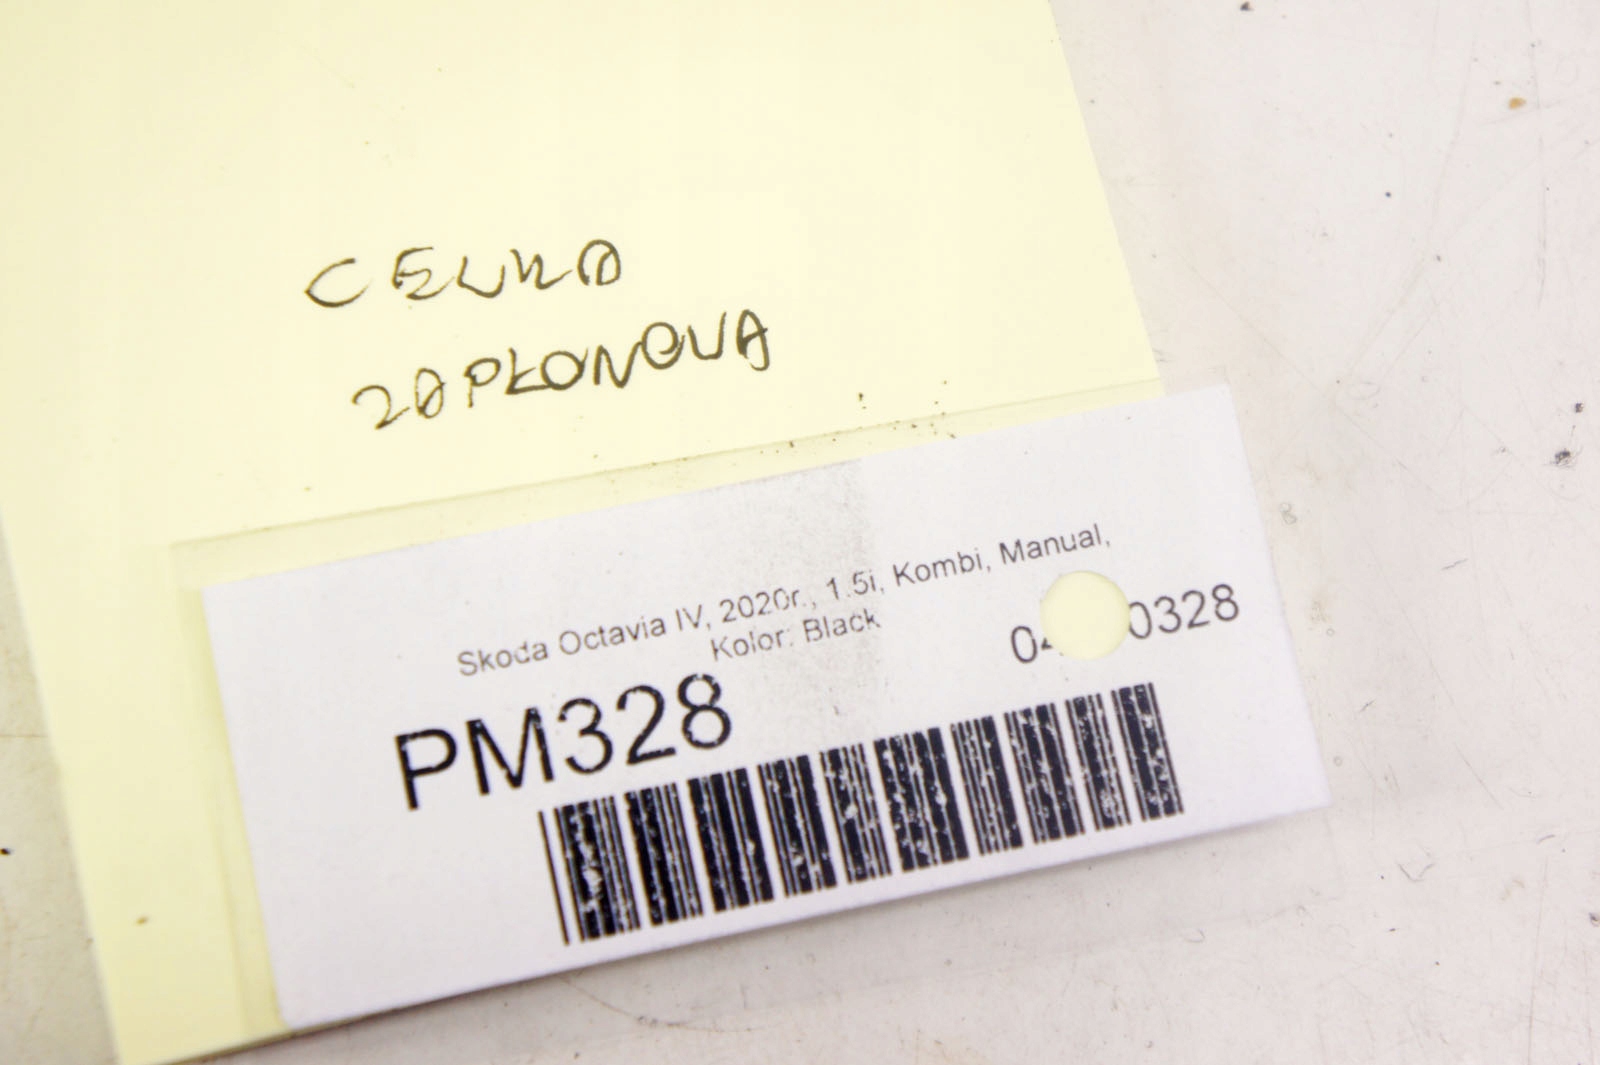 CEWKA
ZAPŁONOWA
Skoda Octavia IV, 2020r., 1.5i, Kombi, Manual,
Kolor: Black
PM328